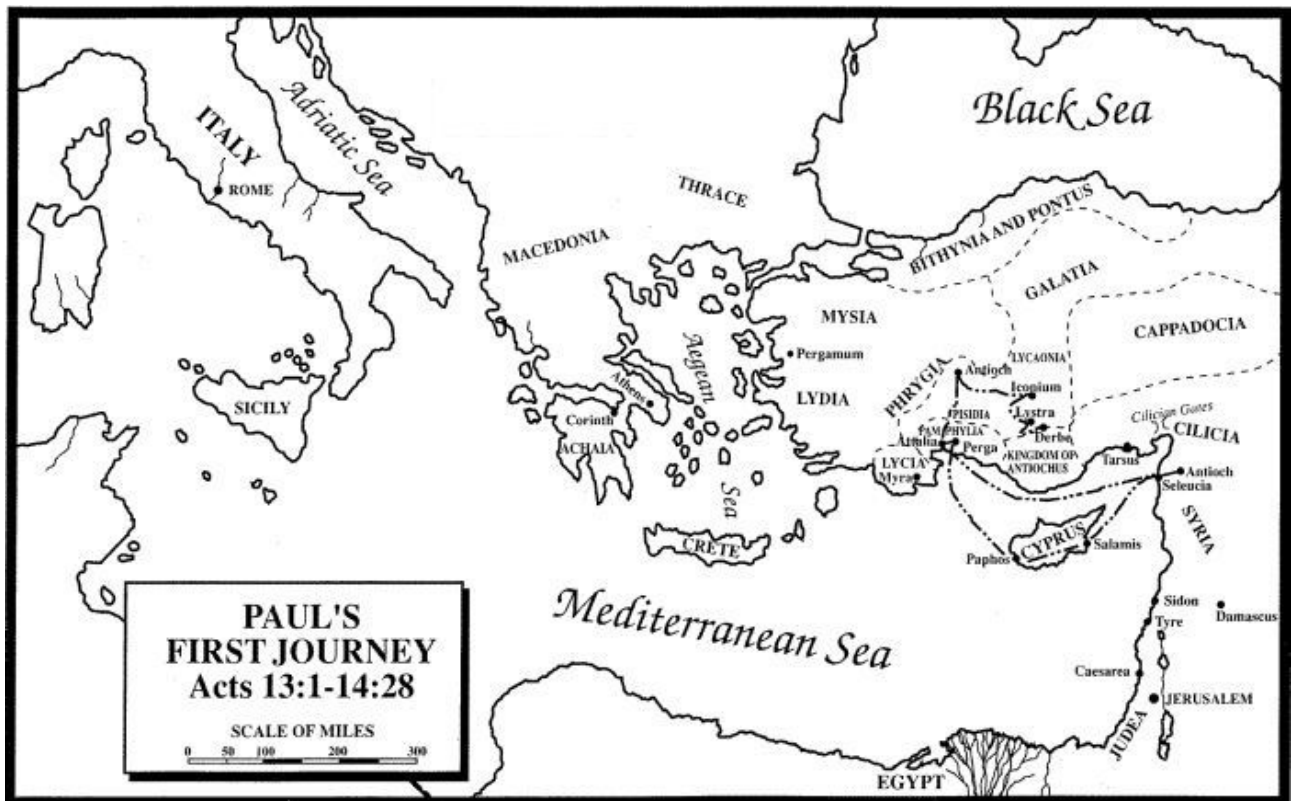 Black Sea
Adriatic Sea
ITALY
ROME
THRACE
MACEDONIA
BITHYNIA AND PONTUS
GALATIA
CAPPADOCIA
MYSIA
Pergamum
LYCAONIA
Antioch
Iconium
Aegean
Sea
PHRYGIA
LYDIA
Athens
Corinth
ACHAIA
SICILY
PISIDIA
Lystra
Cilician Gates
PAMPHYLIA
Derbe
CILICIA
Attalia
Perga
KINGDOM OF
ANTIOCHUS
Tarsus
LYCIA
Myra
Antioch
Seleucia
SYRIA
CRETE
CYPRUS
Salamis
Paphos
Mediterranean Sea
Sidon
Damascus
Tyre
Caesarea
JERUSALEM
JUDEA
EGYPT
PAUL'S
FIRST JOURNEY
Acts 13:1-14:28
SCALE OF MILES
0 50 100 200 300